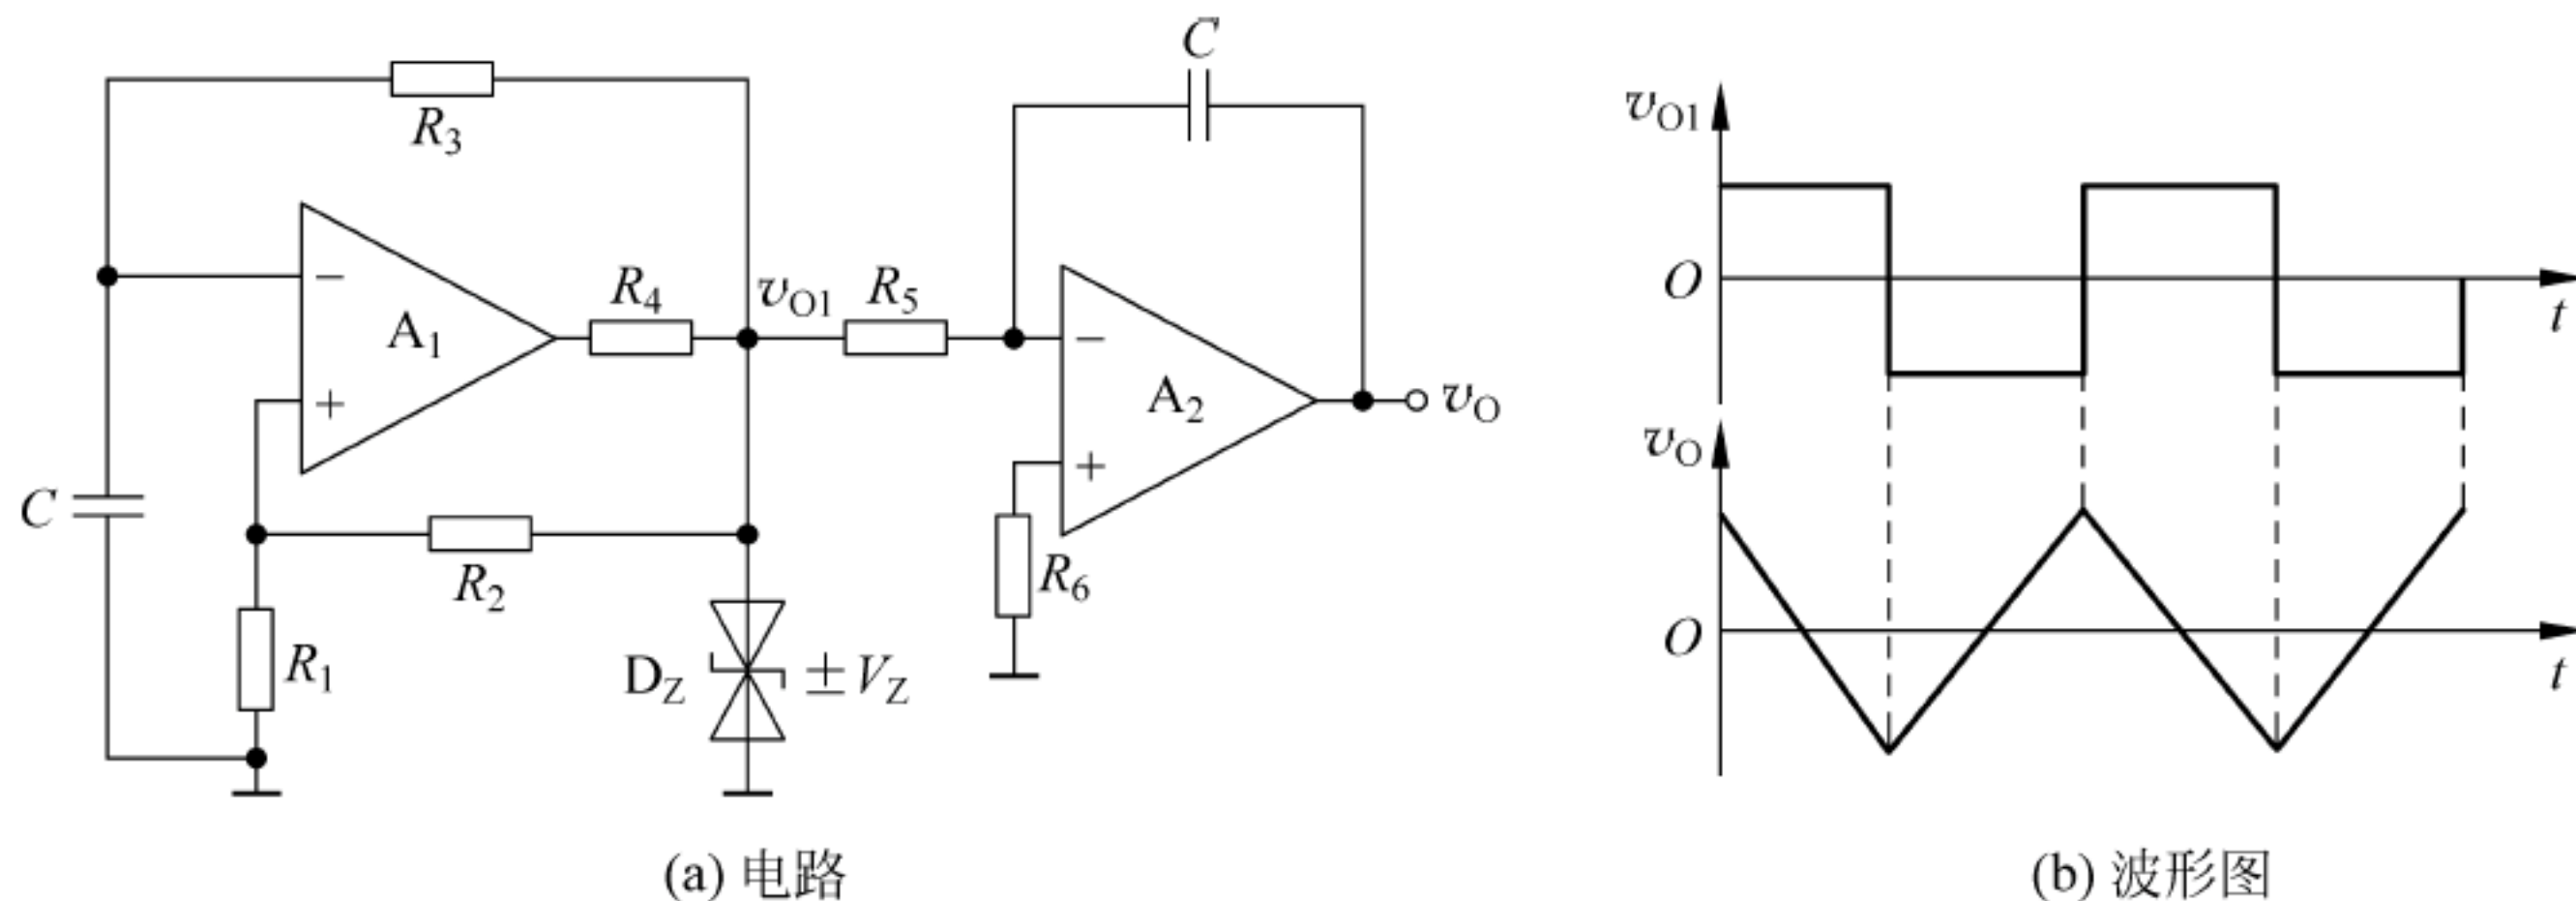 C
R3
vO1
R4
vO1
R5
−
A1
−
O
t
+
A2
vO
vO
C
+
R2
R6
O
R1
DZ
±VZ
t
(a) 电路
(b) 波形图